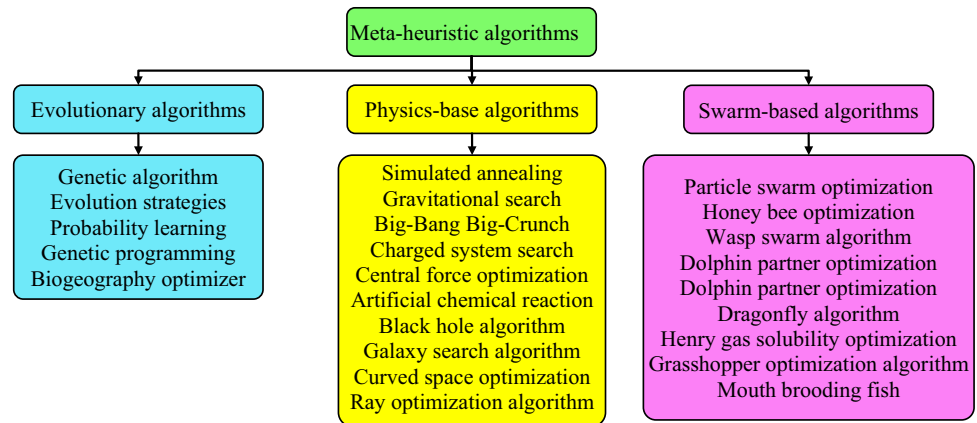 Meta-heuristic algorithms
Evolutionary algorithms
Genetic algorithm
Evolution strategies
Probability learning
Genetic programming
Biogeography optimizer
Physics-base algorithms
Simulated annealing
Gravitational search
Big-Bang Big-Crunch
Charged system search
Central force optimization
Artificial chemical reaction
Black hole algorithm
Galaxy search algorithm
Curved space optimization
Ray optimization algorithm
Swarm-based algorithms
Particle swarm optimization
Honey bee optimization
Wasp swarm algorithm
Dolphin partner optimization
Dolphin partner optimization
Dragonfly algorithm
Henry gas solubility optimization
Grasshopper optimization algorithm
Mouth brooding fish